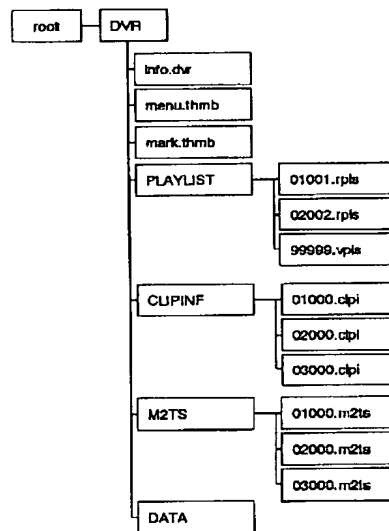 root DVR
info.dvr
menu.thmb
mark.thmb
PLAYLIST 01001.rpls
02002.rpls
99999.vpls
CLIPINF 01000.clpi
02000.clpi
03000.clpi
M2TS 01000.m2ts
02000.m2ts
03000.m2ts
DATA